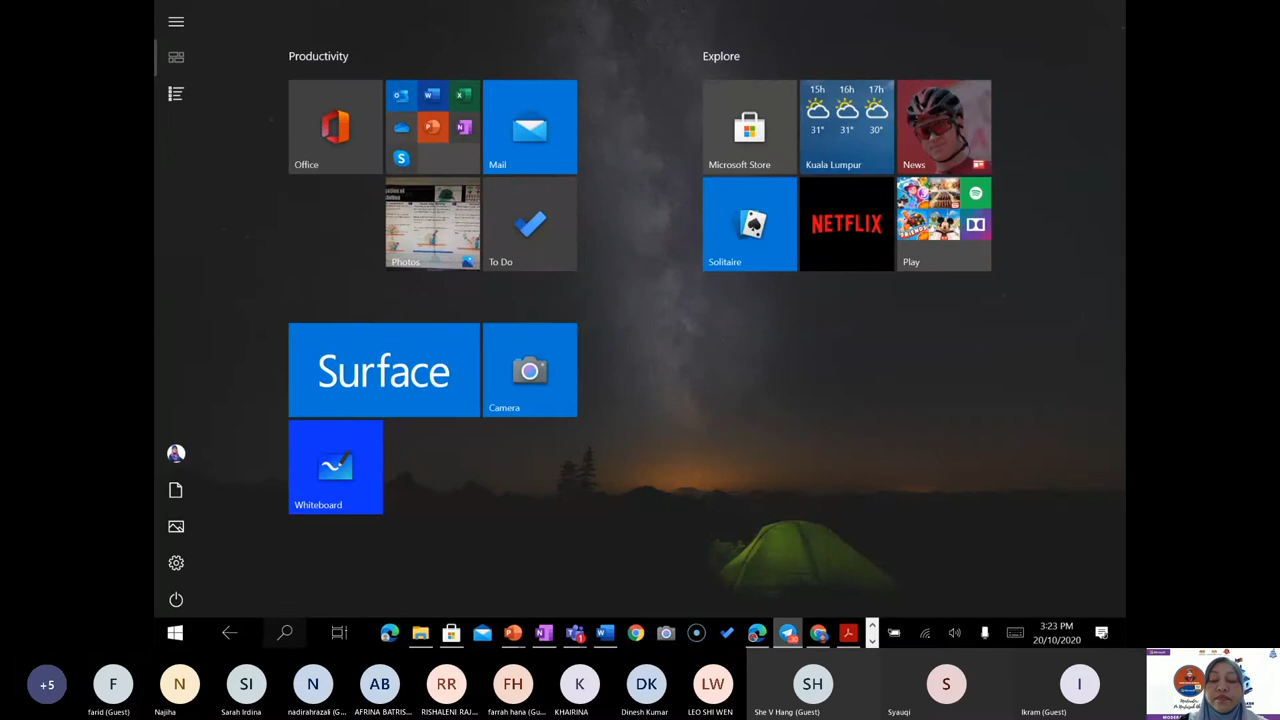 Productivity
Explore
Office
Mail
15h 16h 17h
31° 31° 30°
Microsoft Store
Kuala Lumpur
News
Photos
To Do
Solitaire
NETFLIX
Play
Surface
Camera
Whiteboard
3:23 PM
20/10/2020
+5
F
N
SI
N
AB
RR
FH
K
DK
LW
SH
S
I
farid (Guest)
Najiha
Sarah Irdina
nadirahrazali (G...
AFRINA BATRIS...
RISHALENI RAJ...
farrah hana (Gu...
KHAIRINA
Dinesh Kumar
LEO SHI WEN
She V Hang (Guest)
Syauqi
Ikram (Guest)